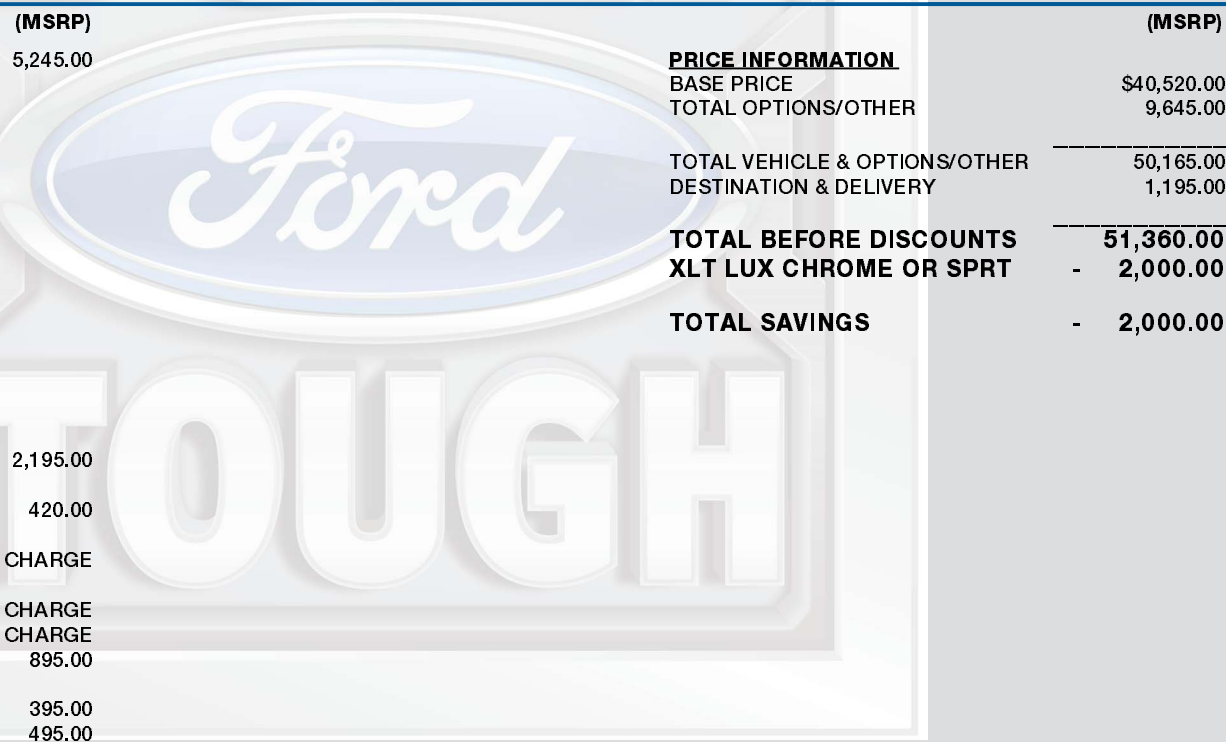 (MSRP)
5,245.00
2,195.00
420.00
CHARGE
CHARGE
CHARGE
895.00
395.00
495.00
Ford
TOUGH
(MSRP)
PRICE INFORMATION
BASE PRICE $40,520.00
TOTAL OPTIONS/OTHER 9,645.00
TOTAL VEHICLE & OPTIONS/OTHER 50,165.00
DESTINATION & DELIVERY 1,195.00
TOTAL BEFORE DISCOUNTS 51,360.00
XLT LUX CHROME OR SPRT - 2,000.00
TOTAL SAVINGS - 2,000.00